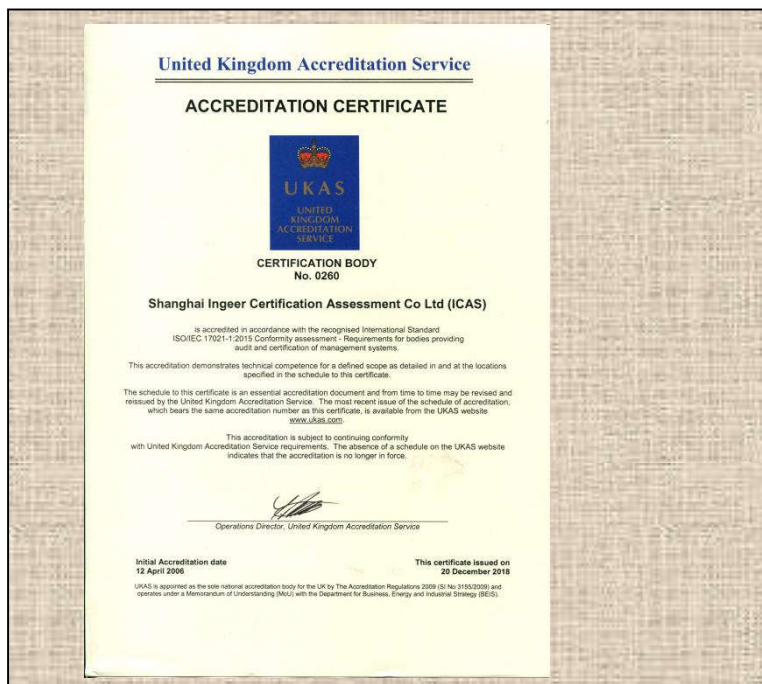 United Kingdom Accreditation Service
ACCREDITATION CERTIFICATE
UKAS
UNITED
KINGDOM
ACCREDITATION
SERVICE
CERTIFICATION BODY
No. 0260
Shanghai Ingeer Certification Assessment Co Ltd (ICAS)
is accredited in accordance with the recognised International Standard
ISO/IEC 17021-1:2015 Conformity assessment - Requirements for bodies providing
audit and certification of management systems.
This accreditation demonstrates technical competence for a defined scope as detailed in and at the locations
specified in the schedule to this certificate.
The schedule to this certificate is an essential accreditation document and from time to time may be revised and
reissued by the United Kingdom Accreditation Service. The most recent issue of the schedule of accreditation,
which bears the same accreditation number as this certificate, is available from the UKAS website
www.ukas.com.
This accreditation is subject to continuing conformity
with United Kingdom Accreditation Service requirements. The absence of a schedule on the UKAS website
indicates that the accreditation is no longer in force.
Operations Director, United Kingdom Accreditation Service
Initial Accreditation date
12 April 2006
This certificate issued on
20 December 2018
UKAS is appointed as the sole national accreditation body for the UK by The Accreditation Regulations 2009 (SI No 3155/2009) and
operates under a Memorandum of Understanding (MoU) with the Department for Business, Energy and Industrial Strategy (BEIS).